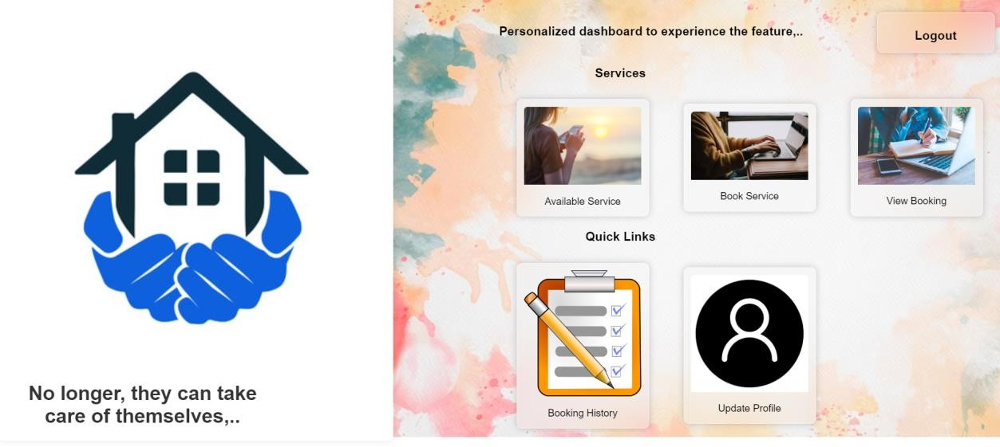 Personalized dashboard to experience the feature,..
Logout
Services
Available Service
Book Service
View Booking
Quick Links
Booking History
Update Profile
No longer, they can take
care of themselves,..